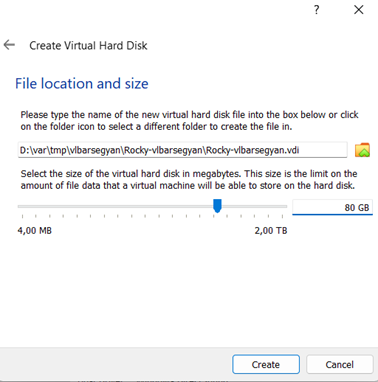 ?
Create Virtual Hard Disk
File location and size
Please type the name of the new virtual hard disk file into the box below or click
on the folder icon to select a different folder to create the file in.
D:\var\tmp\vlbarsegyan\Rocky-vlbarsegyan\Rocky-vlbarsegyan.vdi
Select the size of the virtual hard disk in megabytes. This size is the limit on the
amount of file data that a virtual machine will be able to store on the hard disk.
80 GB
4,00 MB 2,00 TB
Create Cancel